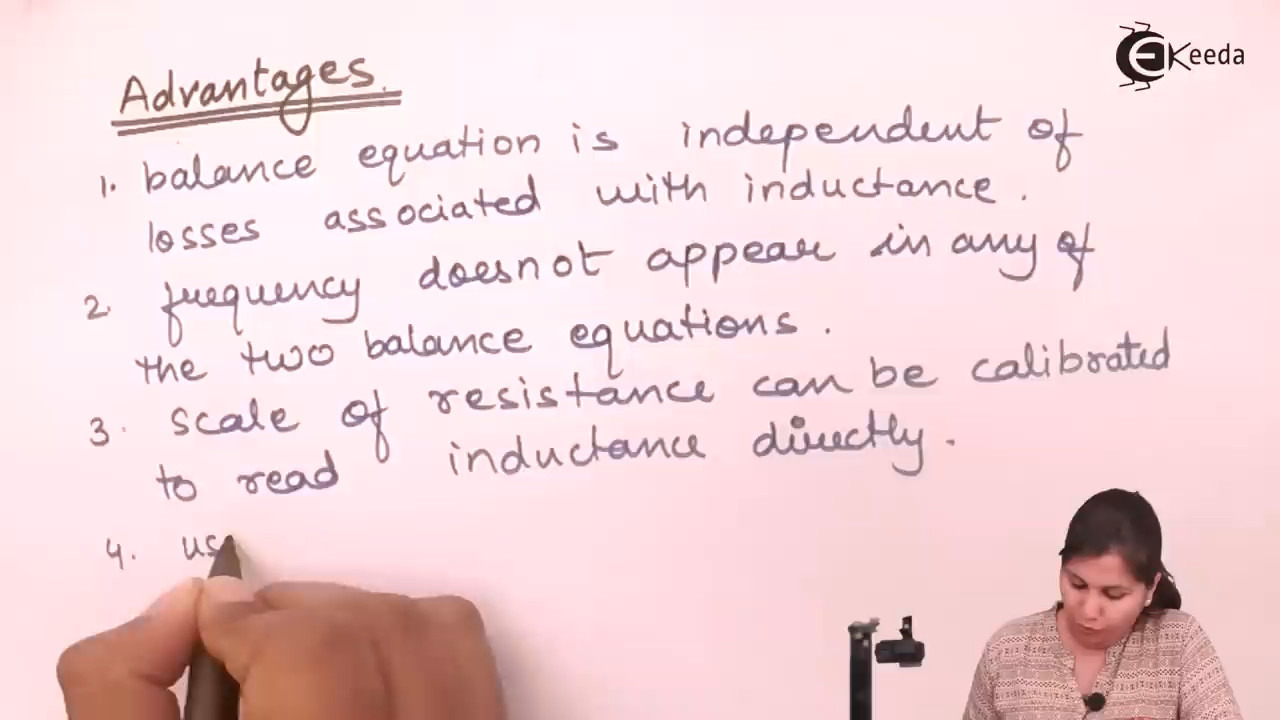 EKeeda
Advantages.
1. balance equation is independent of
losses associated with inductance.
2. frequency doesnot appear in any of
the two balance equations.
3. scale of resistance can be calibrated
to read inductance directly.
4. us